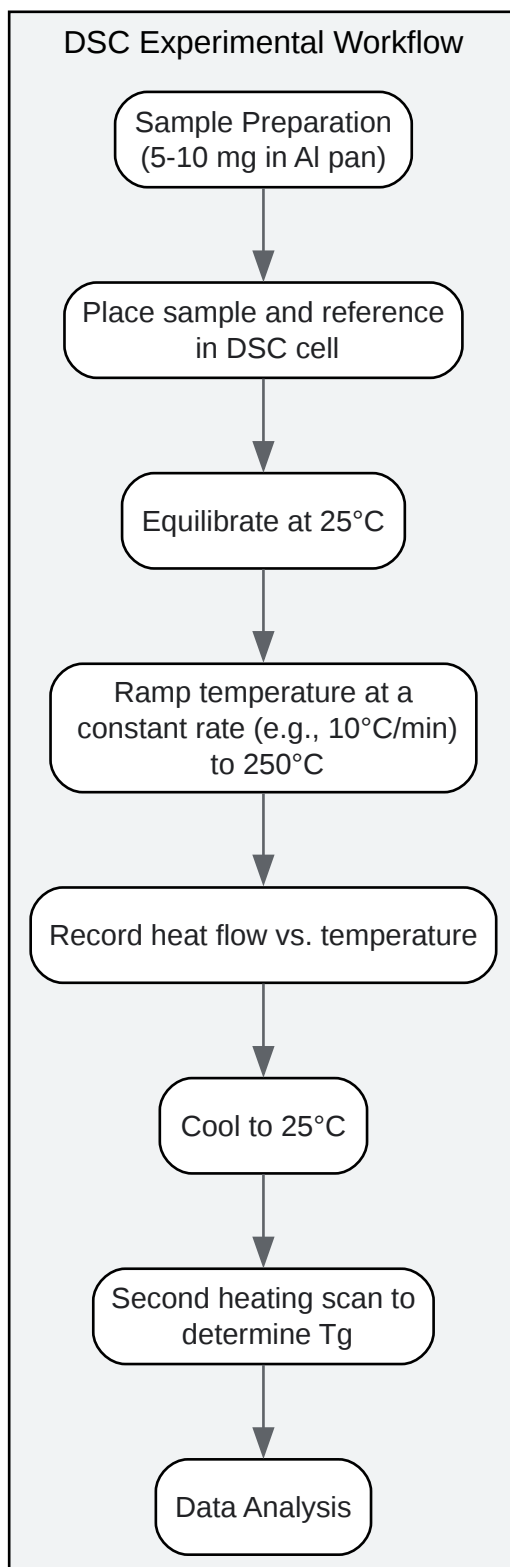 DSC Experimental Workflow
Sample Preparation
(5-10 mg in Al pan)
Place sample and reference
in DSC cell
Equilibrate at 25°C
Ramp temperature at a
constant rate (e.g., 10°C/min)
to 250°C
Record heat flow vs. temperature
Cool to 25°C
Second heating scan to
determine Tg
Data Analysis